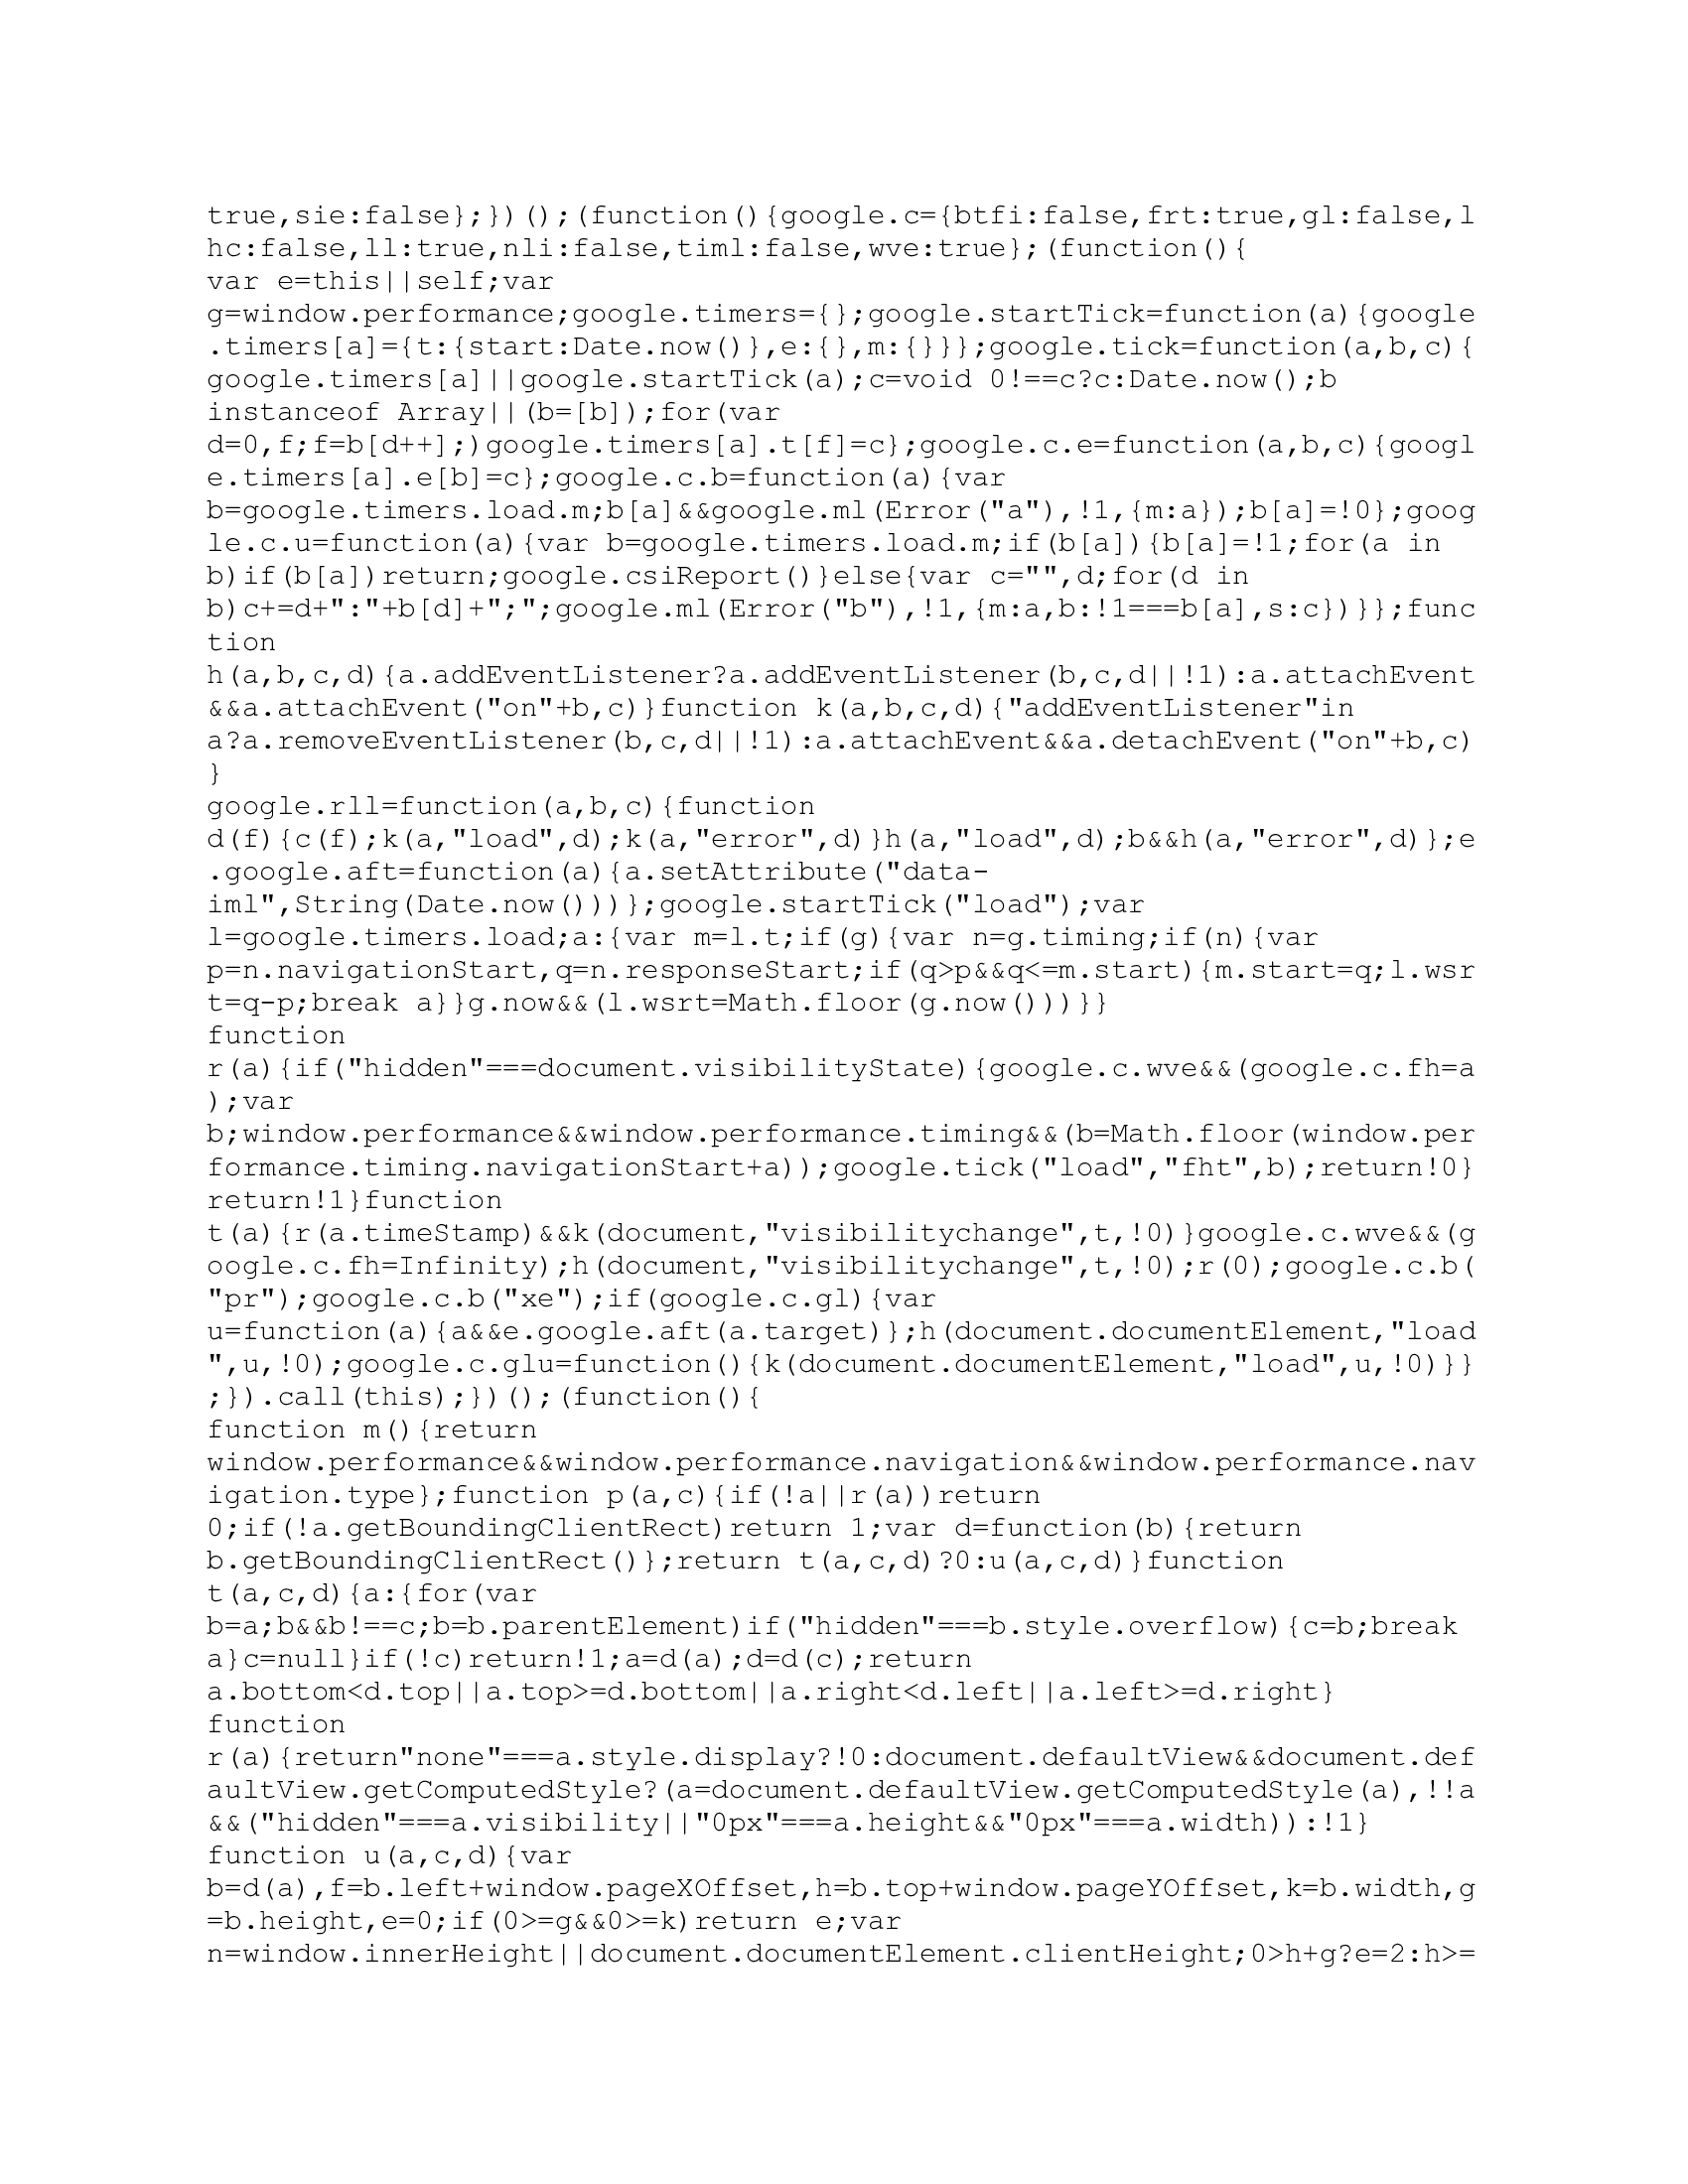 true,sie:false};})();(function(){google.c={btfi:false,frt:true,gl:false,l
hc:false,ll:true,nli:false,timl:false,wve:true};(function(){
var e=this||self;var
g=window.performance;google.timers={};google.startTick=function(a){google
.timers[a]={t:{start:Date.now()},e:{},m:{}}};google.tick=function(a,b,c){
google.timers[a]||google.startTick(a);c=void 0!==c?c:Date.now();b
instanceof Array||(b=[b]);for(var
d=0,f;f=b[d++];)google.timers[a].t[f]=c};google.c.e=function(a,b,c){googl
e.timers[a].e[b]=c};google.c.b=function(a){var
b=google.timers.load.m;b[a]&&google.ml(Error("a"),!1,{m:a});b[a]=!0};goog
le.c.u=function(a){var b=google.timers.load.m;if(b[a]){b[a]=!1;for(a in
b)if(b[a])return;google.csiReport()}else{var c="",d;for(d in
b)c+=d+":"+b[d]+";";google.ml(Error("b"),!1,{m:a,b:!1===b[a],s:c})}};func
tion
h(a,b,c,d){a.addEventListener?a.addEventListener(b,c,d||!1):a.attachEvent
&&a.attachEvent("on"+b,c)}function k(a,b,c,d){"addEventListener"in
a?a.removeEventListener(b,c,d||!1):a.attachEvent&&a.detachEvent("on"+b,c)
}
google.rll=function(a,b,c){function
d(f){c(f);k(a,"load",d);k(a,"error",d)}h(a,"load",d);b&&h(a,"error",d)};e
.google.aft=function(a){a.setAttribute("data-
iml",String(Date.now()))};google.startTick("load");var
l=google.timers.load;a:{var m=l.t;if(g){var n=g.timing;if(n){var
p=n.navigationStart,q=n.responseStart;if(q>p&&q<=m.start){m.start=q;l.wsr
t=q-p;break a}}g.now&&(l.wsrt=Math.floor(g.now()))}}
function
r(a){if("hidden"===document.visibilityState){google.c.wve&&(google.c.fh=a
);var
b;window.performance&&window.performance.timing&&(b=Math.floor(window.per
formance.timing.navigationStart+a));google.tick("load","fht",b);return!0}
return!1}function
t(a){r(a.timeStamp)&&k(document,"visibilitychange",t,!0)}google.c.wve&&(g
oogle.c.fh=Infinity);h(document,"visibilitychange",t,!0);r(0);google.c.b(
"pr");google.c.b("xe");if(google.c.gl){var
u=function(a){a&&e.google.aft(a.target)};h(document.documentElement,"load
",u,!0);google.c.glu=function(){k(document.documentElement,"load",u,!0)}}
;}).call(this);})();(function(){
function m(){return
window.performance&&window.performance.navigation&&window.performance.nav
igation.type};function p(a,c){if(!a||r(a))return
0;if(!a.getBoundingClientRect)return 1;var d=function(b){return
b.getBoundingClientRect()};return t(a,c,d)?0:u(a,c,d)}function
t(a,c,d){a:{for(var
b=a;b&&b!==c;b=b.parentElement)if("hidden"===b.style.overflow){c=b;break
a}c=null}if(!c)return!1;a=d(a);d=d(c);return
a.bottom<d.top||a.top>=d.bottom||a.right<d.left||a.left>=d.right}
function
r(a){return"none"===a.style.display?!0:document.defaultView&&document.def
aultView.getComputedStyle?(a=document.defaultView.getComputedStyle(a),!!a
&&("hidden"===a.visibility||"0px"===a.height&&"0px"===a.width)):!1}
function u(a,c,d){var
b=d(a),f=b.left+window.pageXOffset,h=b.top+window.pageYOffset,k=b.width,g
=b.height,e=0;if(0>=g&&0>=k)return e;var
n=window.innerHeight||document.documentElement.clientHeight;0>h+g?e=2:h>=